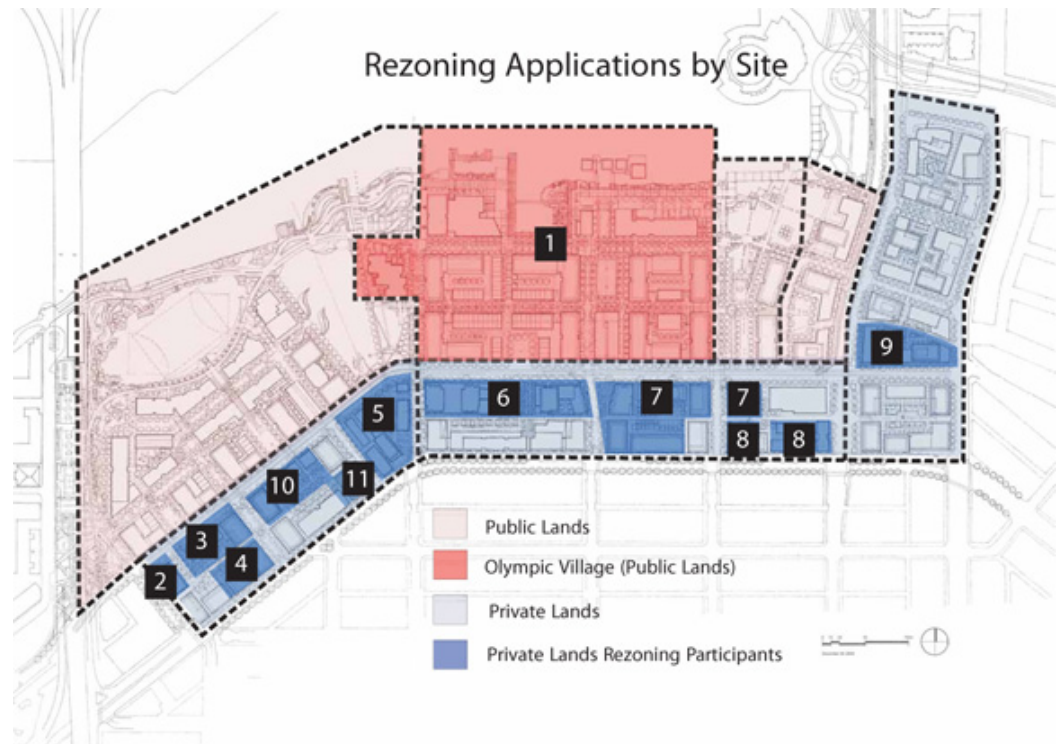 Rezoning Applications by Site
1
9
6
7
7
5
8
8
10
11
3
4
2
Public Lands
Olympic Village (Public Lands)
Private Lands
Private Lands Rezoning Participants